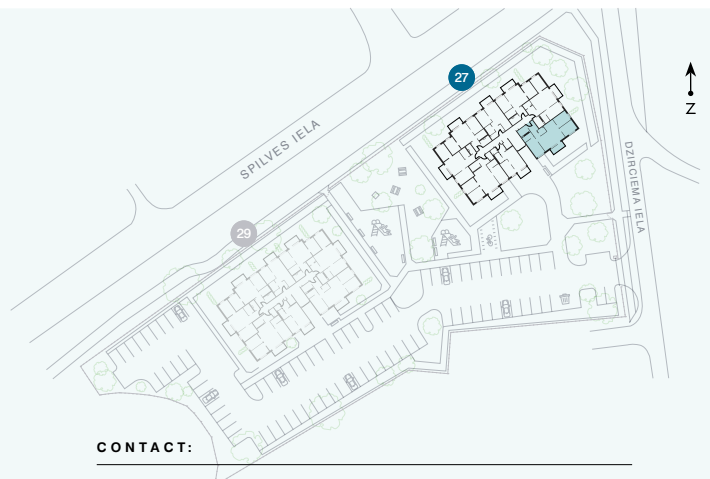 27
Z
SPILVES IELA
DZIRCIEMA IELA
29
CONTACT: